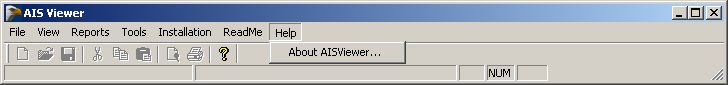 AIS Viewer
File View Reports Tools Installation ReadMe Help
?
About AISViewer...
NUM